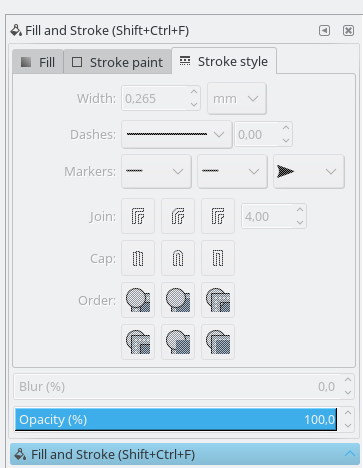 Fill and Stroke (Shift+Ctrl+F)
Fill Stroke paint Stroke style
Width: 0,265 mm
Dashes: 0,00
Markers:
Join: 4,00
Cap:
Order:
Blur (%) 0,0
Opacity (%) 100,0
Fill and Stroke (Shift+Ctrl+F)